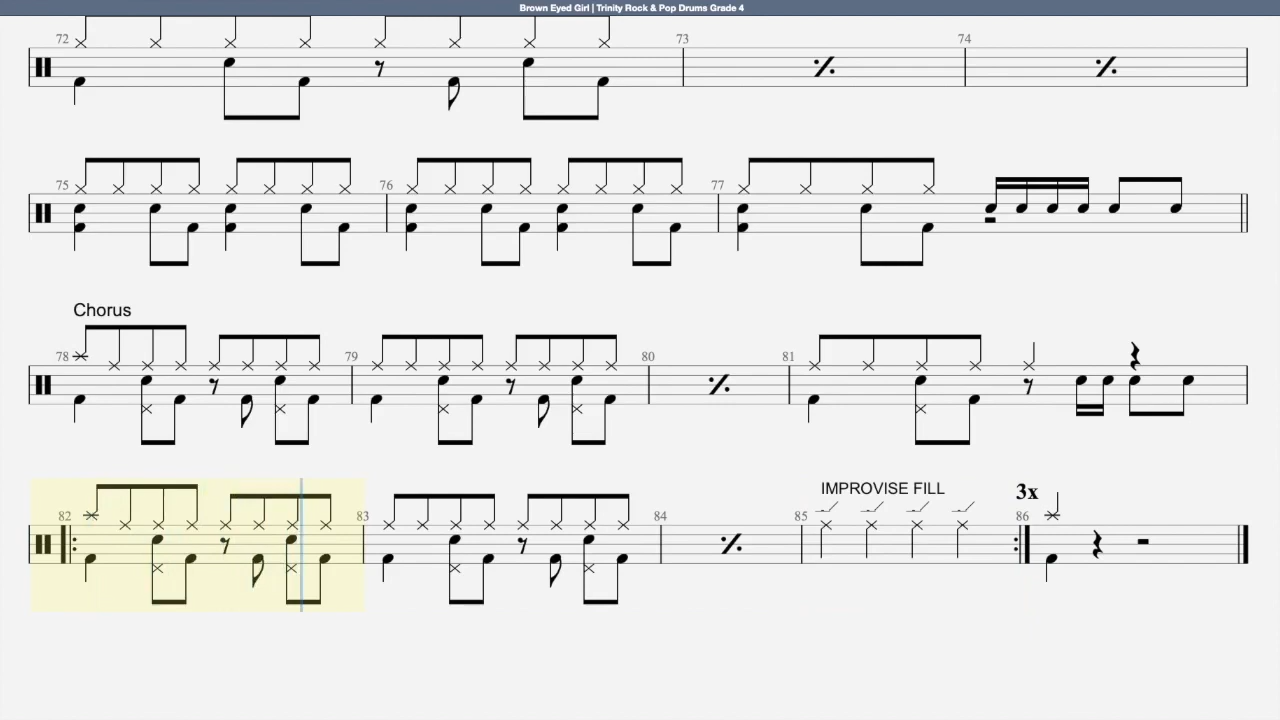 Brown Eyed Girl | Trinity Rock & Pop Drums Grade 4
72 73 74
75 76 77
Chorus
78 79 80 81
IMPROVISE FILL 3x
82 83 84 85 86